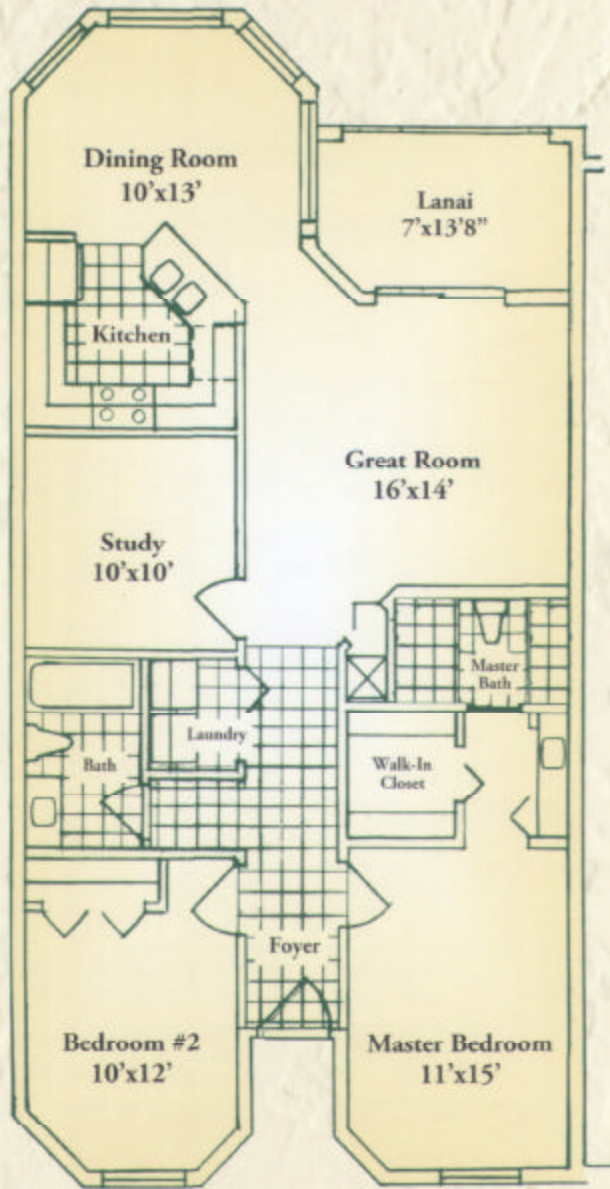 Dining Room
10'x13'
Lanai
7'x13'8"
Kitchen
Great Room
16'x14'
Study
10'x10'
Master
Bath
Laundry
Bath
Walk-In
Closet
Foyer
Bedroom #2
10'x12'
Master Bedroom
11'x15'